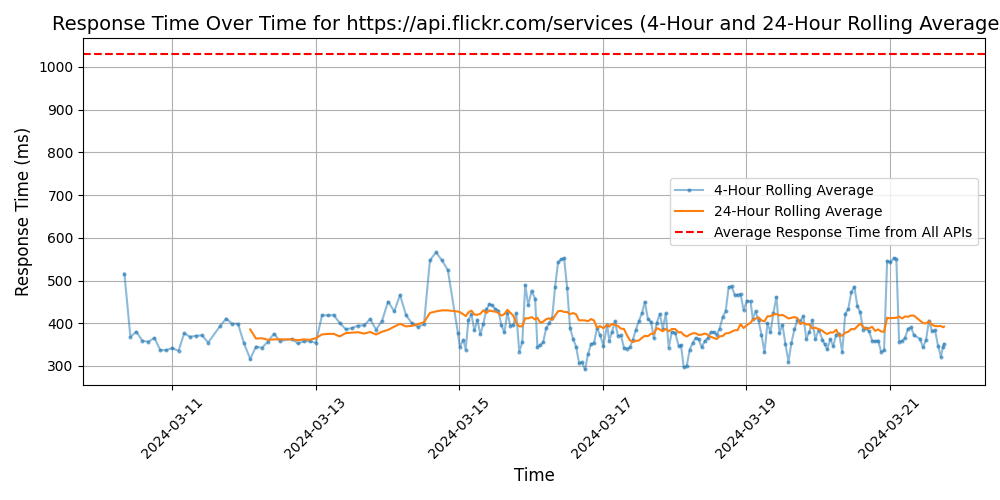 Response Time Over Time for https://api.flickr.com/services (4-Hour and 24-Hour Rolling Average
Response Time (ms)
1000
900
800
700
600
500
400
300
4-Hour Rolling Average
24-Hour Rolling Average
Average Response Time from All APIs
2024-03-11
2024-03-13
2024-03-15
2024-03-17
2024-03-19
2024-03-21
Time